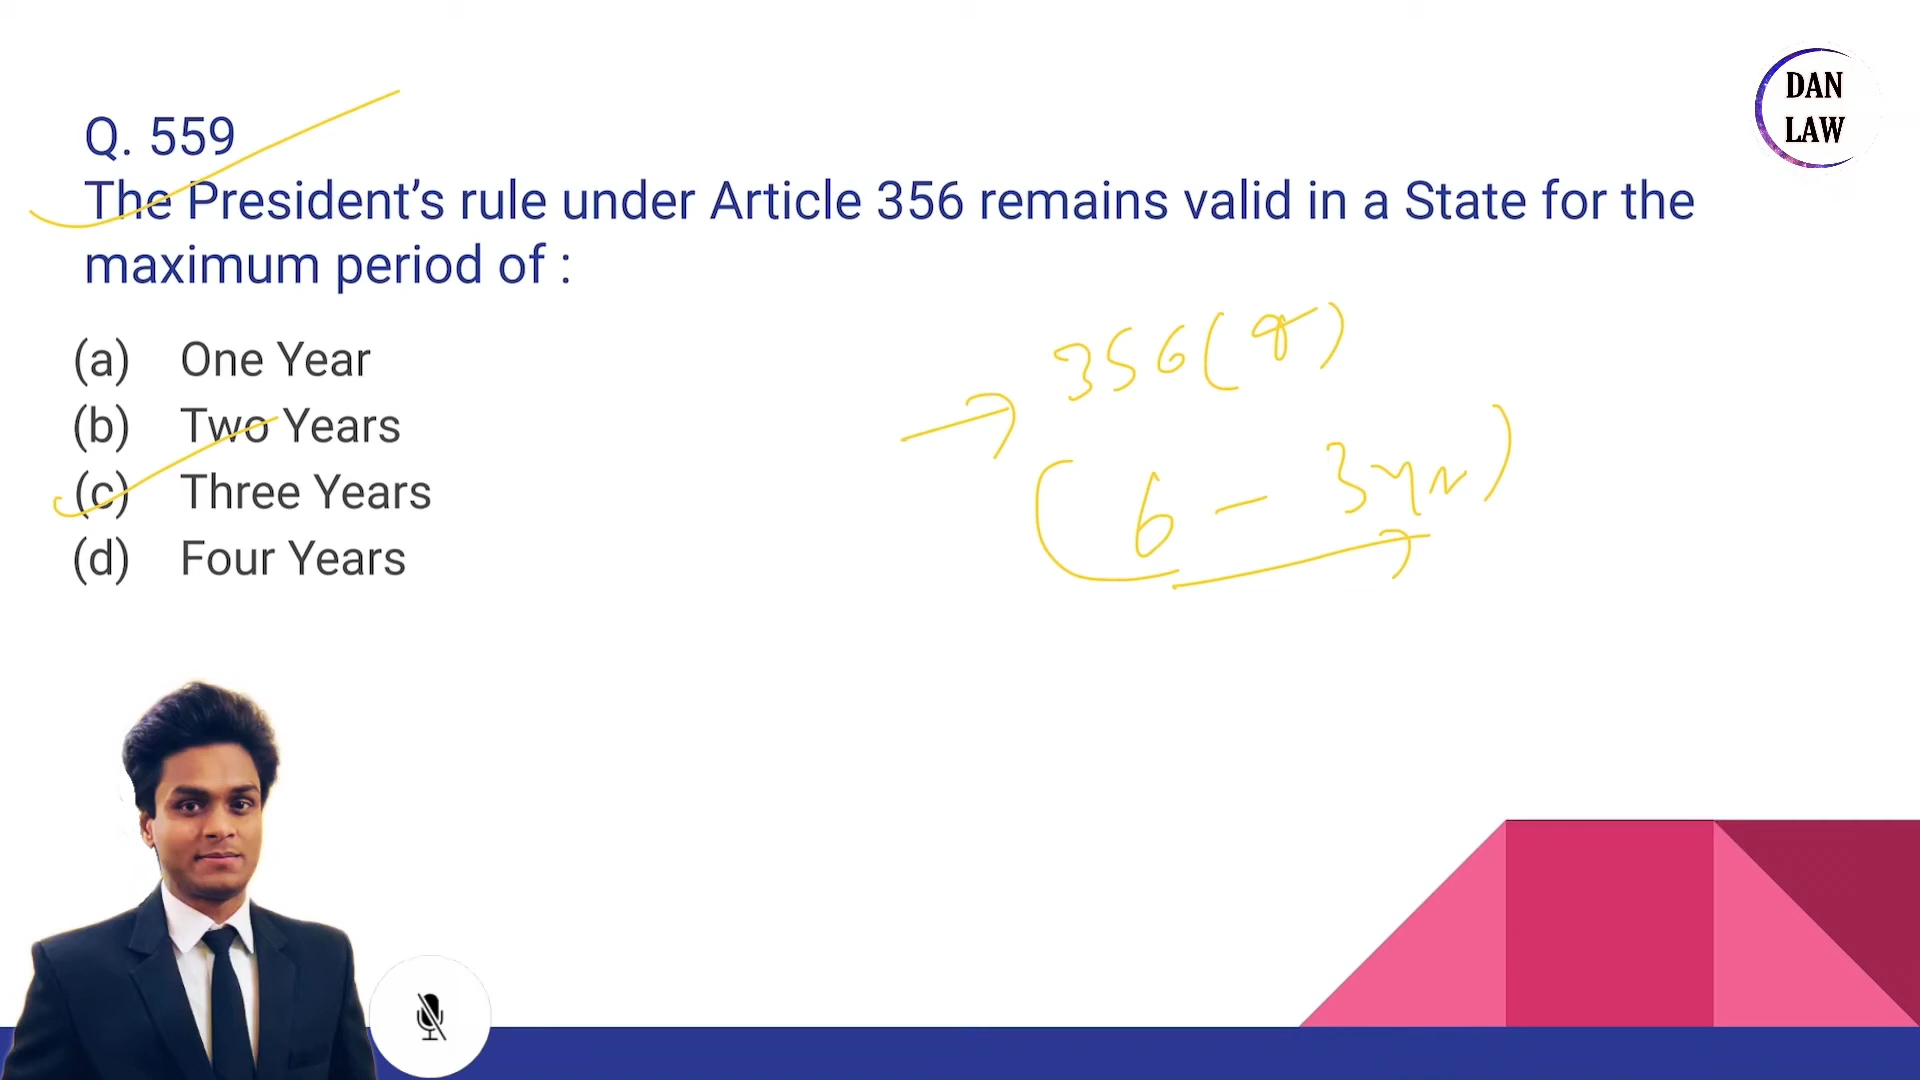 DAN
LAW
Q. 559
The President’s rule under Article 356 remains valid in a State for the
maximum period of :
(a) One Year
(b) Two Years
(c) Three Years
(d) Four Years
356(
(6 – 3yr)